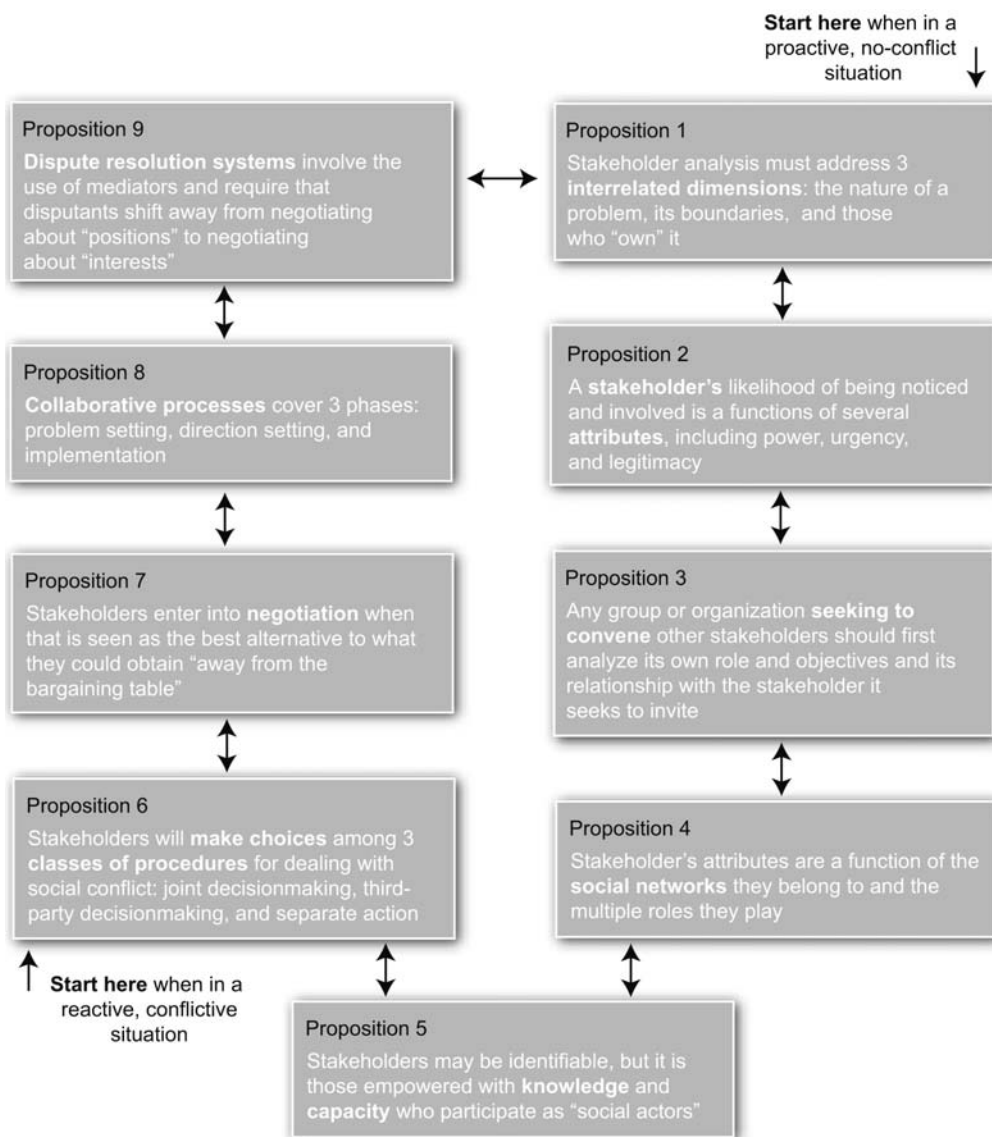 Start here when in a
proactive, no-conflict
situation
Proposition 9
Dispute resolution systems involve the
use of mediators and require that
disputants shift away from negotiating
about “positions” to negotiating
about “interests”
Proposition 1
Stakeholder analysis must address 3
interrelated dimensions: the nature of a
problem, its boundaries, and those
who “own” it
Proposition 8
Collaborative processes cover 3 phases:
problem setting, direction setting, and
implementation
Proposition 2
A stakeholder’s likelihood of being noticed
and involved is a functions of several
attributes, including power, urgency,
and legitimacy
Proposition 7
Stakeholders enter into negotiation when
that is seen as the best alternative to what
they could obtain “away from the
bargaining table”
Proposition 3
Any group or organization seeking to
convene other stakeholders should first
analyze its own role and objectives and its
relationship with the stakeholder it
seeks to invite
Proposition 6
Stakeholders will make choices among 3
classes of procedures for dealing with
social conflict: joint decisionmaking, third-
party decisionmaking, and separate action
Proposition 4
Stakeholder’s attributes are a function of the
social networks they belong to and the
multiple roles they play
Start here when in a
reactive, conflictive
situation
Proposition 5
Stakeholders may be identifiable, but it is
those empowered with knowledge and
capacity who participate as “social actors”